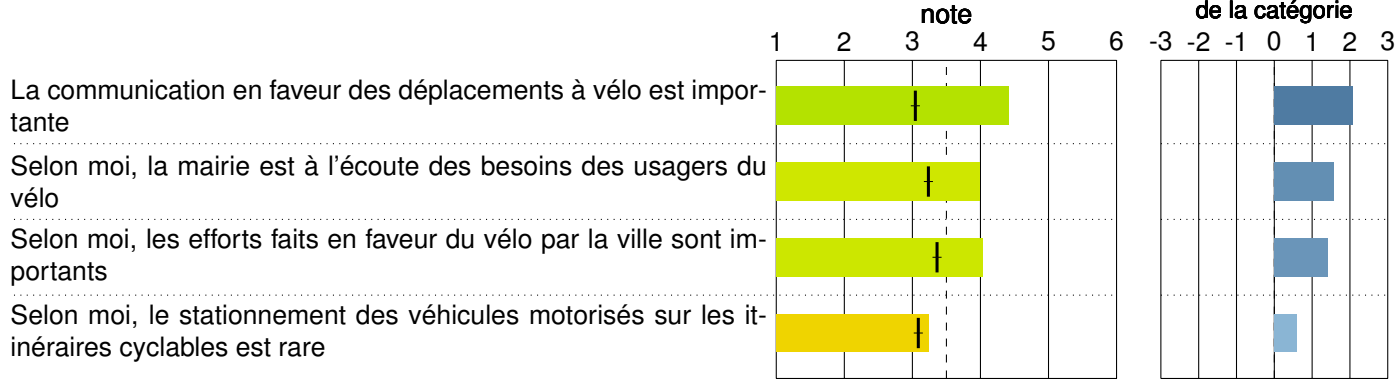 note
de la catégorie
1 2 3 4 5 6
-3 -2 -1 0 1 2 3
La communication en faveur des déplacements à vélo est impor-
tante
Selon moi, la mairie est à l'écoute des besoins des usagers du
vélo
Selon moi, les efforts faits en faveur du vélo par la ville sont im-
portants
Selon moi, le stationnement des véhicules motorisés sur les it-
inéraires cyclables est rare